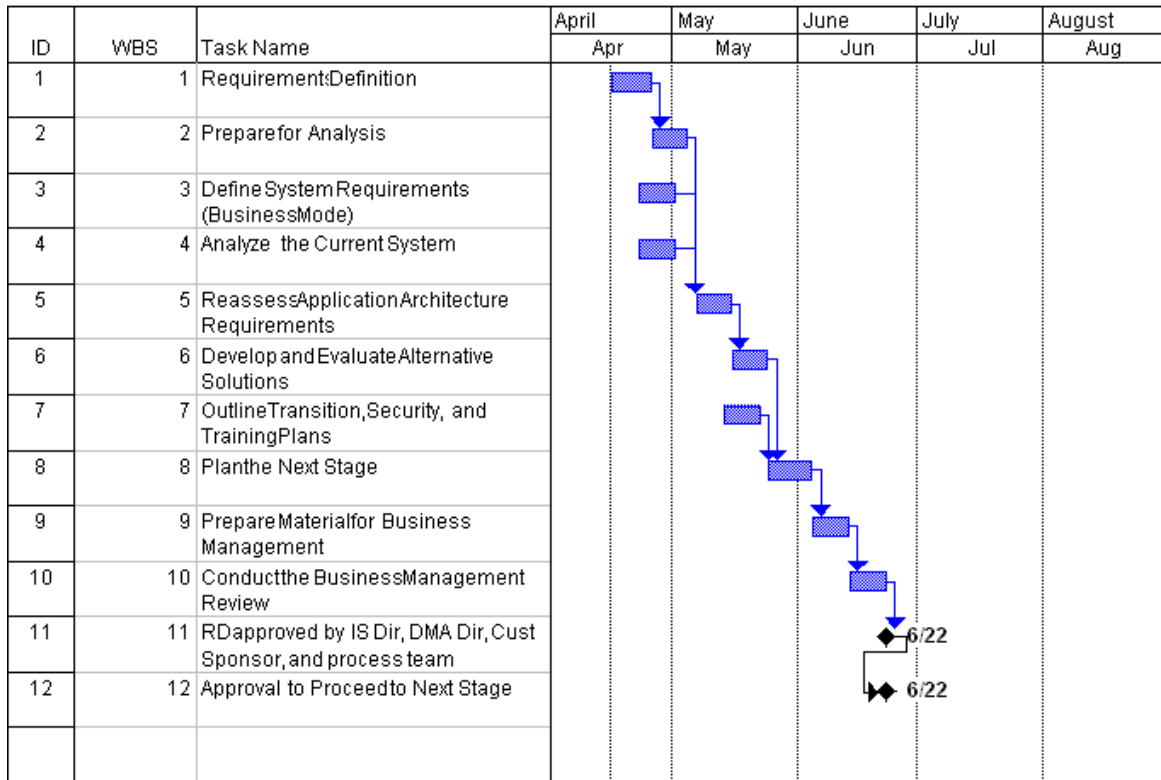 April May June July August
ID WBS Task Name Apr May Jun Jul Aug
1 1 RequirementsDefinition
2 2 Preparefor Analysis
3 3 DefineSystem Requirements
(BusinessMode)
4 4 Analyze the Current System
5 5 ReassessApplicationArchitecture
Requirements
6 6 DevelopandEvaluateAlternative
Solutions
7 7 OutlineTransition,Security, and
TrainingPlans
8 8 Planthe Next Stage
9 9 PrepareMaterialfor Business
Management
10 10 Conductthe BusinessManagement
Review
11 11 RDapproved by IS Dir, DMA Dir,Cust 6/22
Sponsor,and process team
12 12 Approval to Proceedto Next Stage 6/22